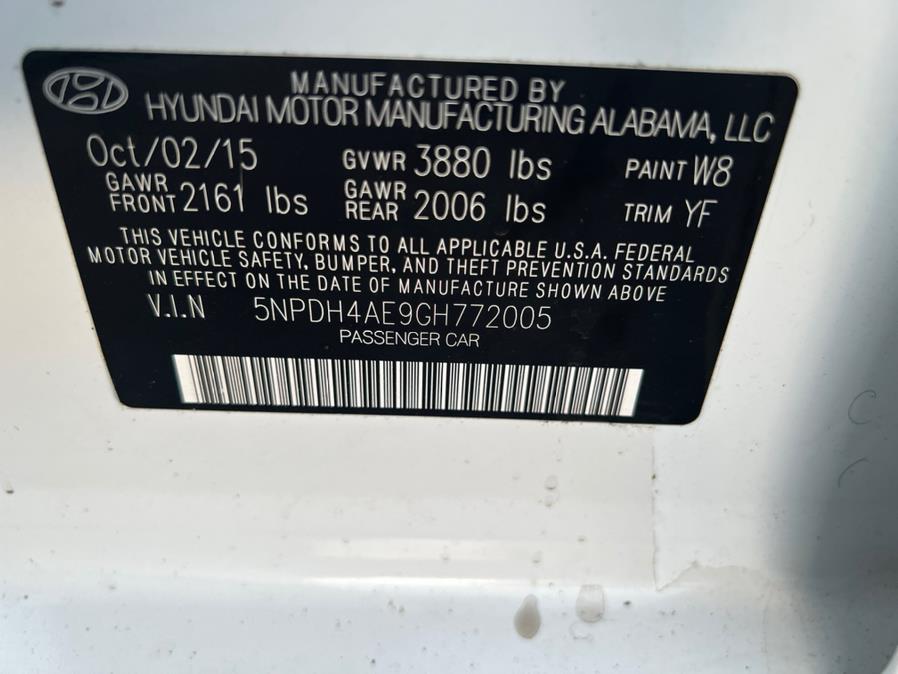 MANUFACTURED BY
HYUNDAI MOTOR MANUFACTURING ALABAMA, LLC
Oct/02/15 GVWR 3880 lbs PAINT W8
GAWR FRONT 2161 lbs GAWR REAR 2006 lbs TRIM YF
THIS VEHICLE CONFORMS TO ALL APPLICABLE U.S.A. FEDERAL
MOTOR VEHICLE SAFETY, BUMPER, AND THEFT PREVENTION STANDARDS
IN EFFECT ON THE DATE OF MANUFACTURE SHOWN ABOVE
V.I.N 5NPDH4AE9GH772005
PASSENGER CAR